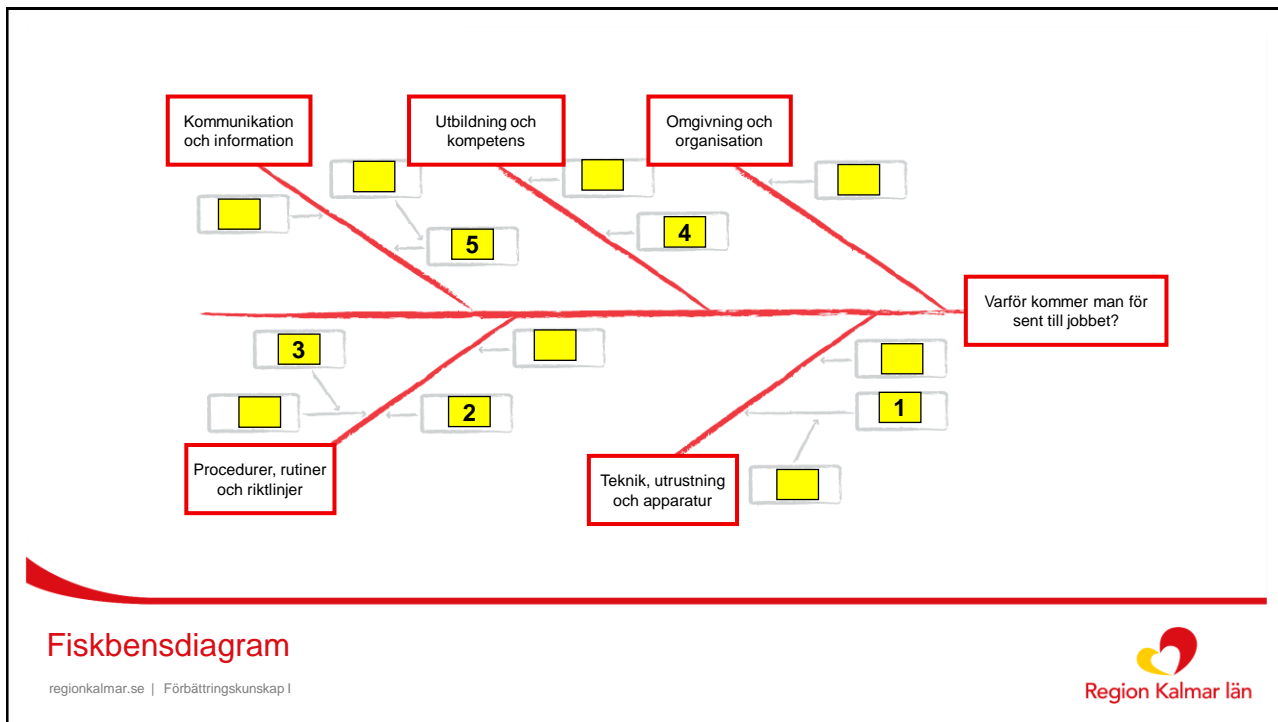 Kommunikation
och information
Utbildning och
kompetens
Omgivning och
organisation
5
4
Varför kommer man för
sent till jobbet?
3
2
1
Procedurer, rutiner
och riktlinjer
Teknik, utrustning
och apparatur
Fiskbensdiagram
regionkalmar.se | Förbättringskunskap I
Region Kalmar län